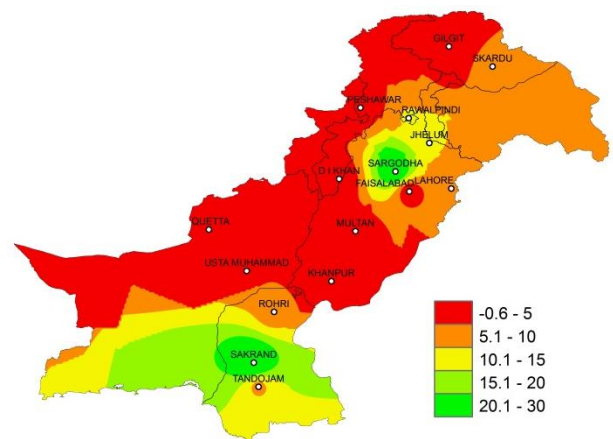 GILGIT
SKARDU
PESHAWAR
RAWALPINDI
JHELUM
SARGODHA
D I KHAN
FAISALABAD
LAHORE
QUETTA
MULTAN
USTA MUHAMMAD
KHANPUR
ROHRI
SAKRAND
TANDOJAM
-0.6 - 5
5.1 - 10
10.1 - 15
15.1 - 20
20.1 - 30